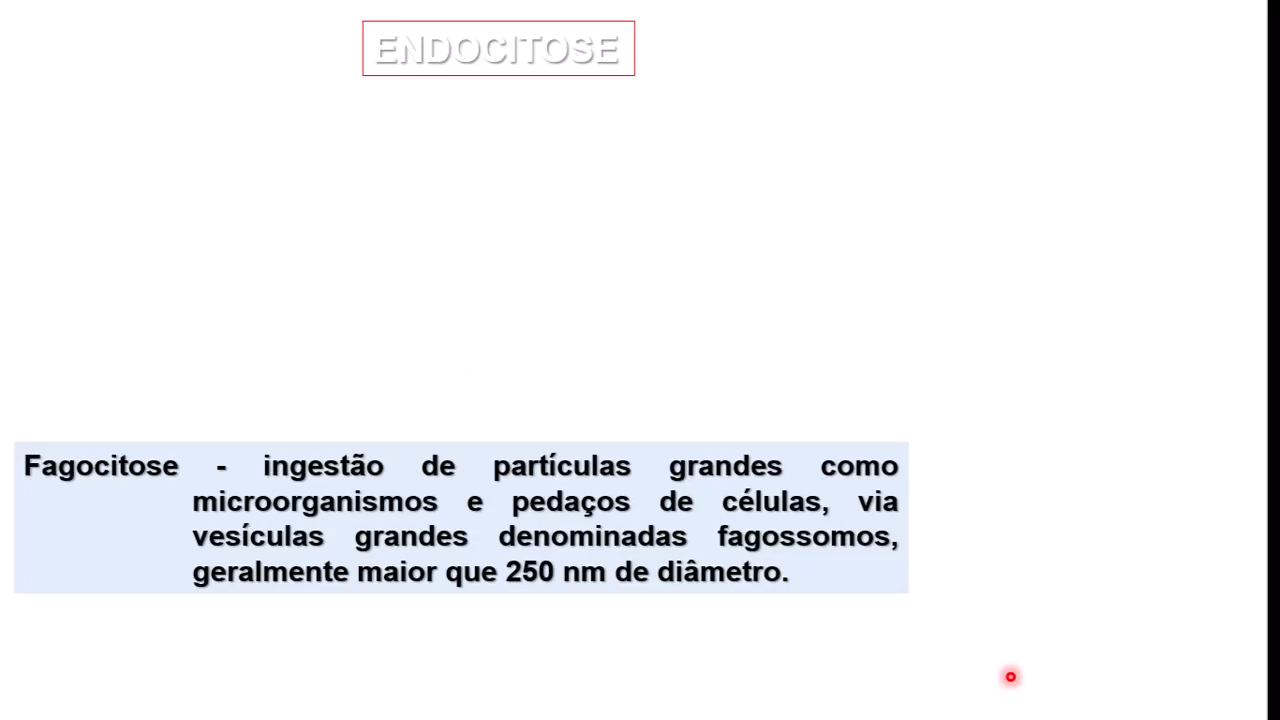 ENDOCITOSE
Fagocitose - ingestão de partículas grandes como
microorganismos e pedaços de células, via
vesículas grandes denominadas fagossomos,
geralmente maior que 250 nm de diâmetro.